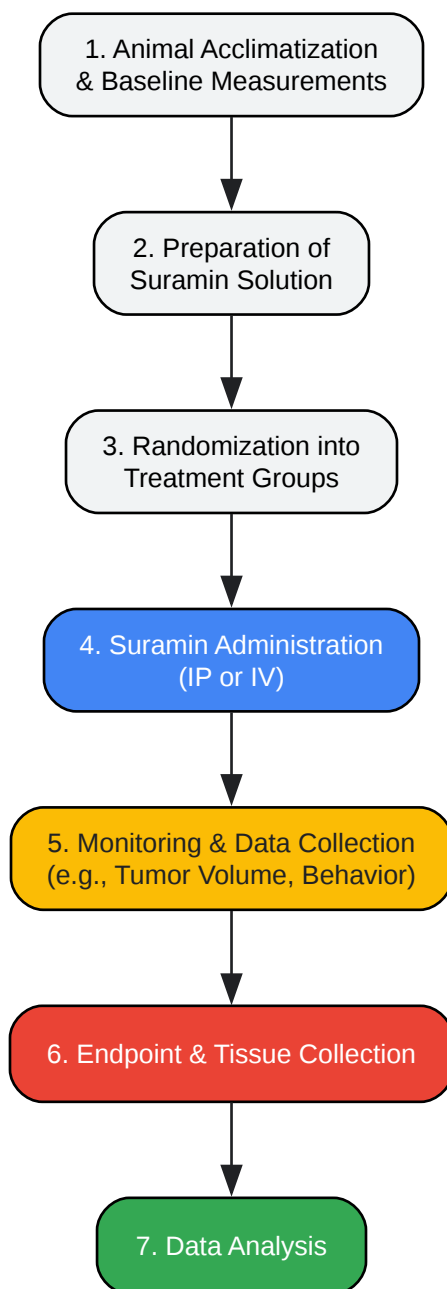 1. Animal Acclimatization
& Baseline Measurements
2. Preparation of
Suramin Solution
3. Randomization into
Treatment Groups
4. Suramin Administration
(IP or IV)
5. Monitoring & Data Collection
(e.g., Tumor Volume, Behavior)
6. Endpoint & Tissue Collection
7. Data Analysis